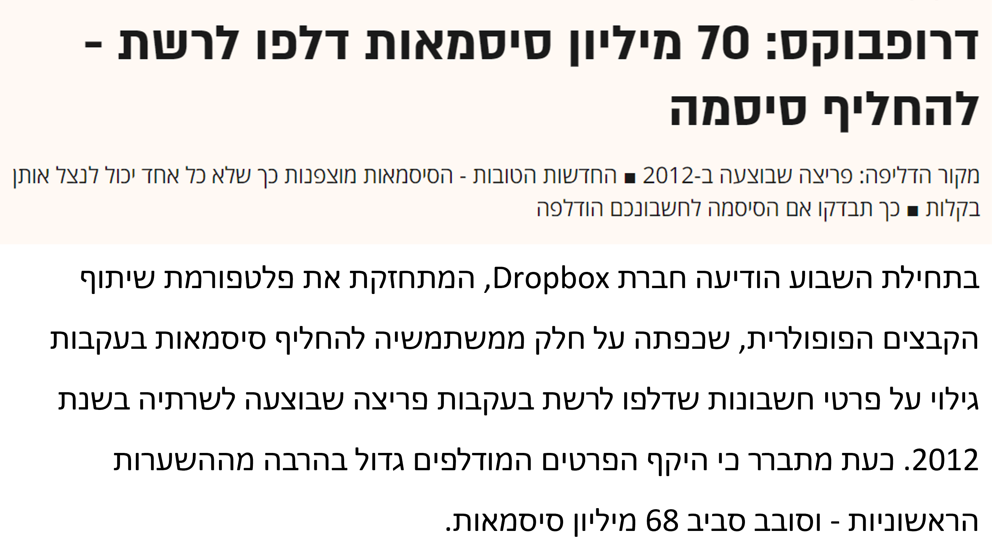 דרופבוקס: 70 מיליון סיסמאות דלפו לרשת -
להחליף סיסמה
מקור הדליפה: פריצה שבוצעה ב-2012 ■ החדשות הטובות - הסיסמאות מוצפנות כך שלא כל אחד יכול לנצל אותן
בקלות ■ כך תבדקו אם הסיסמה לחשבונכם הודלפה
בתחילת השבוע הודיעה חברת Dropbox, המתחזקת את פלטפורמת שיתוף
הקבצים הפופולרית, שכפתה על חלק ממשתמשיה להחליף סיסמאות בעקבות
גילוי על פרטי חשבונות שדלפו לרשת בעקבות פריצה שבוצעה לשרתיה בשנת
2012. כעת מתברר כי היקף הפרטים המודלפים גדול בהרבה מההשערות
הראשוניות - וסובב סביב 68 מיליון סיסמאות.